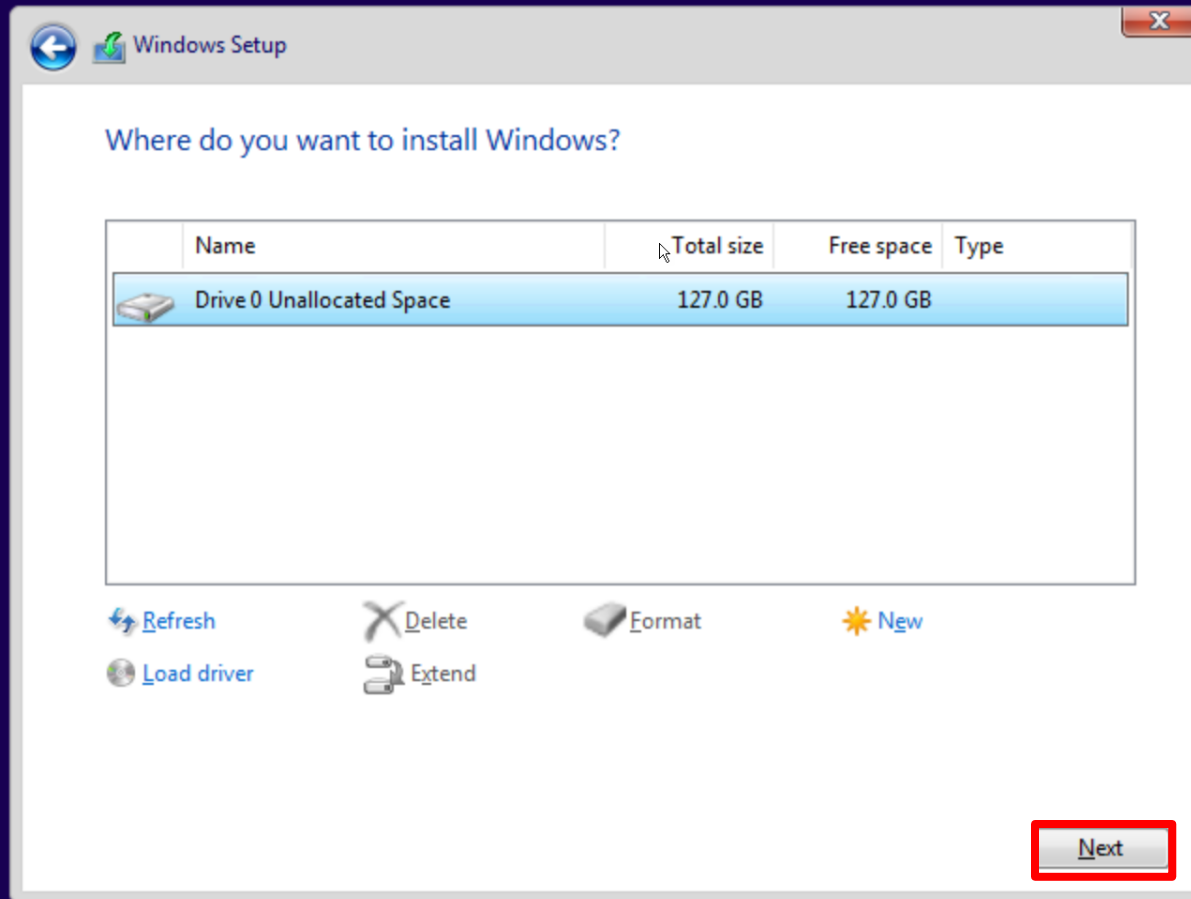 Windows Setup
Where do you want to install Windows?
Name Total size Free space Type
Drive 0 Unallocated Space 127.0 GB 127.0 GB
Refresh Delete Format New
Load driver Extend
Next